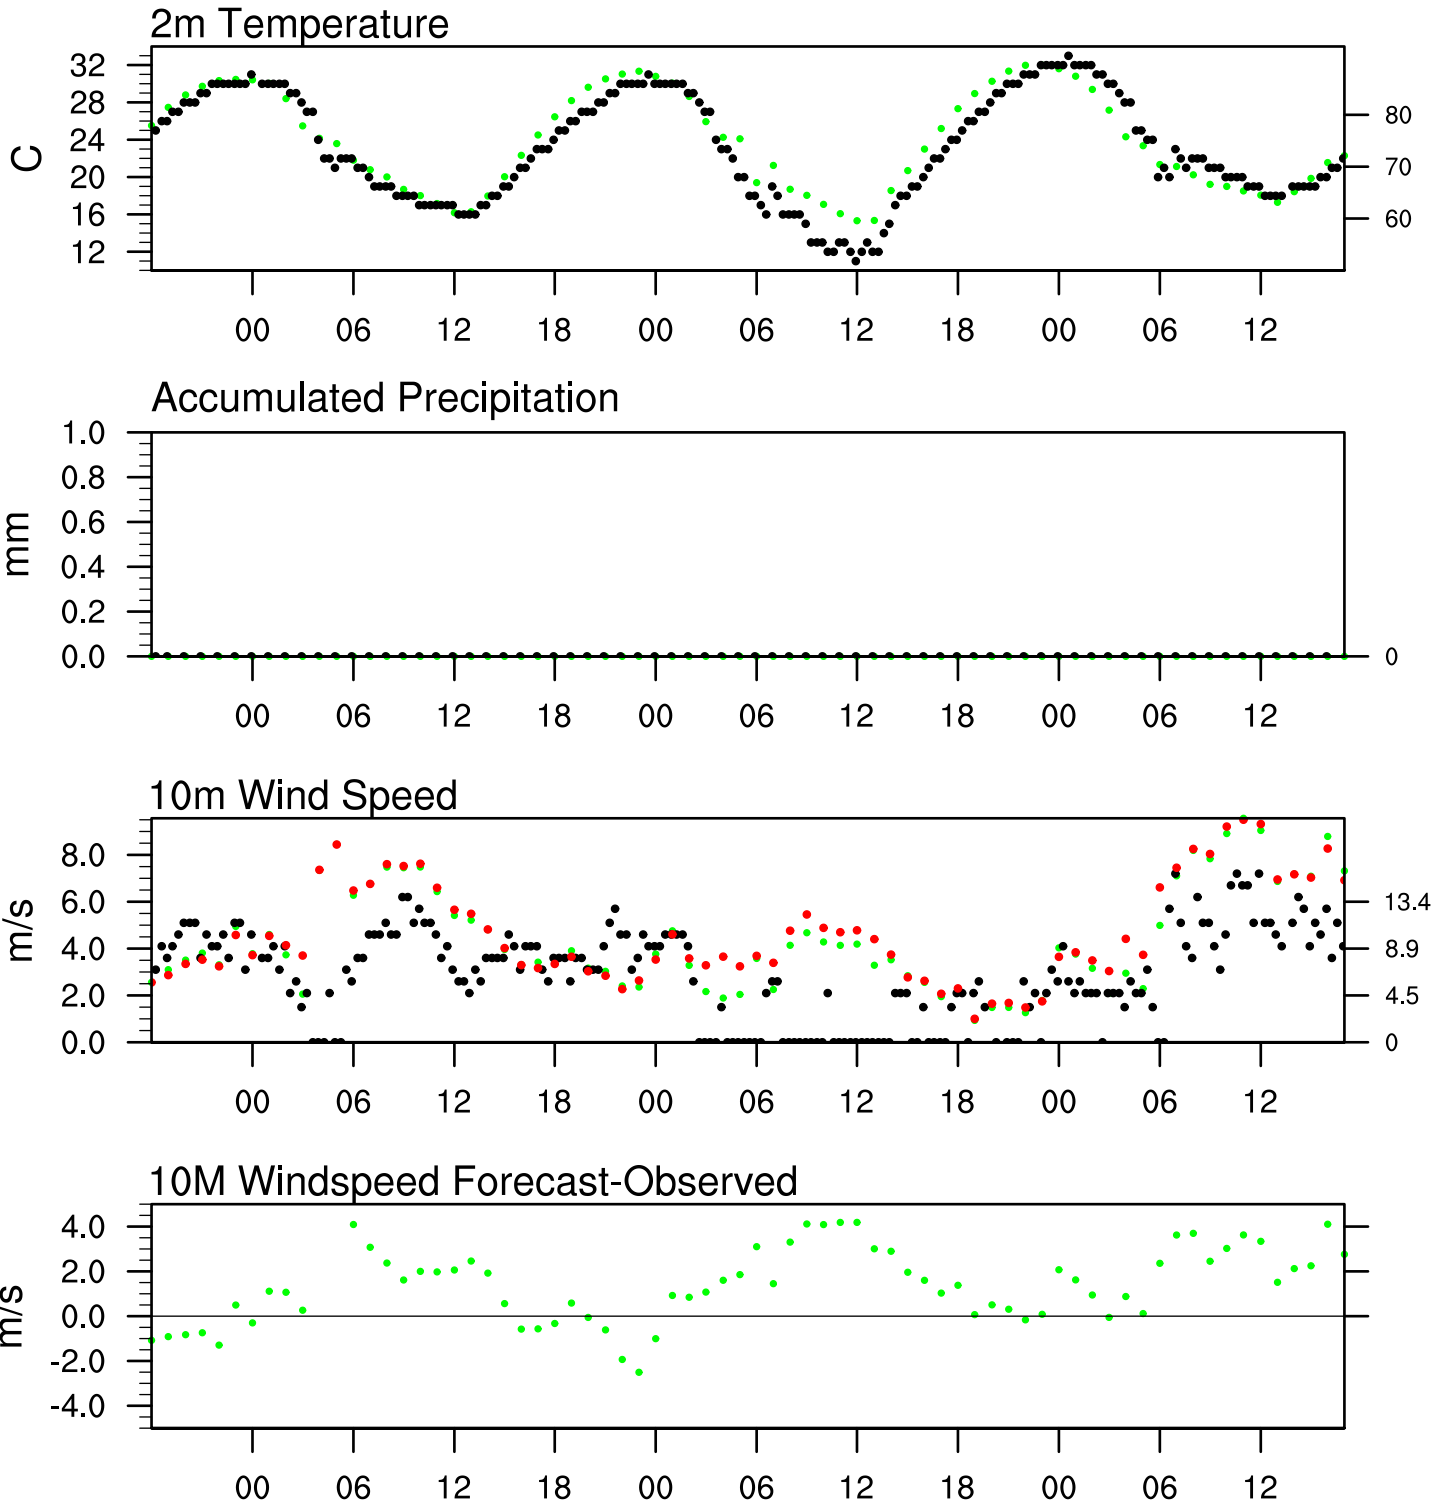 2m Temperature
32
28
24
20
16
12
C
80
70
60
00 06 12 18 00 06 12 18 00 06 12
Accumulated Precipitation
1.0
0.8
0.6
0.4
0.2
0.0
mm
0
00 06 12 18 00 06 12 18 00 06 12
10m Wind Speed
8.0
6.0
4.0
2.0
0.0
m/s
13.4
8.9
4.5
0
00 06 12 18 00 06 12 18 00 06 12
10M Windspeed Forecast-Observed
4.0
2.0
0.0
-2.0
-4.0
m/s
00 06 12 18 00 06 12 18 00 06 12